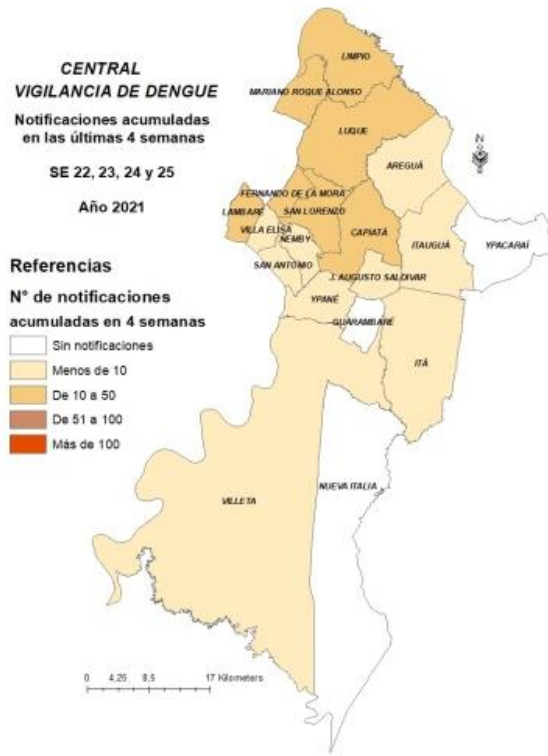 CENTRAL
VIGILANCIA DE DENGUE
Notificaciones acumuladas
en las últimas 4 semanas
SE 22, 23, 24 y 25
Año 2021
Referencias
N° de notificaciones
acumuladas en 4 semanas
Sin notificaciones
Menos de 10
De 10 a 50
De 51 a 100
Más de 100
LIMPIO
MARIANO ROQUE ALONSO
LUQUE
N
AREGUÁ
FERNANDO DE LA MORA
LAMBARÉ
SAN LORENZO
VILLA ELISA
CAPIATÁ
ÑEMBY
ITAUGUÁ
YPACARAÍ
SAN ANTONIO
J. AUGUSTO SALDIVAR
YPANÉ
GUARAMBARÉ
ITÁ
VILLETA
NUEVA ITALIA
0 4,25 8,5 17 Kilometers